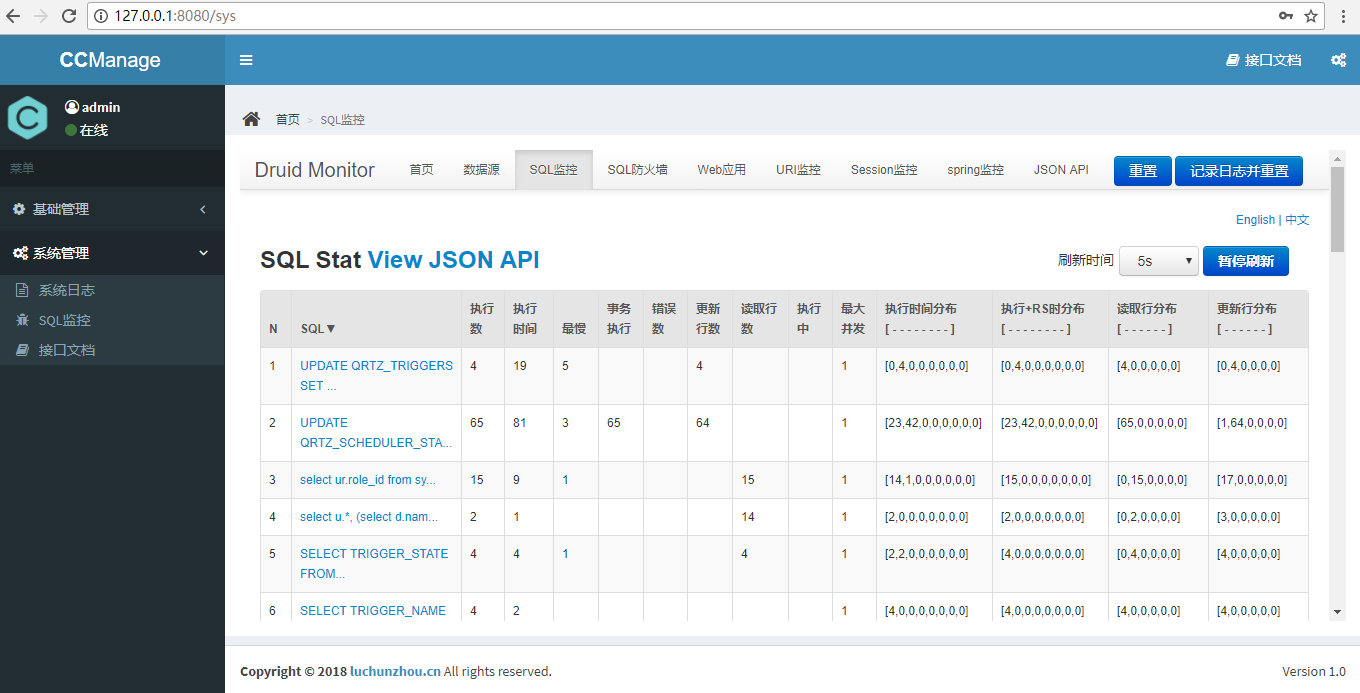 127.0.0.1:8080/sys
CCManage
接口文档
admin
在线
菜单
基础管理
系统管理
系统日志
SQL监控
接口文档
首页 > SQL监控
Druid Monitor 首页 数据源 SQL监控 SQL防火墙 Web应用 URI监控 Session监控 spring监控 JSON API 重置 记录日志并重置
English | 中文
SQL Stat View JSON API 刷新时间 5s 暂停刷新
N SQL▼ 执行数 执行时间 最慢 事务执行 错误数 更新行数 读取行数 执行中 最大并发 执行时间分布 [ - - - - - - - - ] 执行+RS时分布 [ - - - - - - - - ] 读取行分布 [ - - - - - - ] 更新行分布 [ - - - - - - ]
1 UPDATE QRTZ_TRIGGERS SET ... 4 19 5 4 1 [0,4,0,0,0,0,0,0] [0,4,0,0,0,0,0,0] [4,0,0,0,0,0] [0,4,0,0,0,0]
2 UPDATE QRTZ_SCHEDULER_STA... 65 81 3 65 64 1 [23,42,0,0,0,0,0,0] [23,42,0,0,0,0,0,0] [65,0,0,0,0,0] [1,64,0,0,0,0]
3 select ur.role_id from sy... 15 9 1 15 1 [14,1,0,0,0,0,0,0] [15,0,0,0,0,0,0,0] [0,15,0,0,0,0] [17,0,0,0,0,0]
4 select u.*, (select d.nam... 2 1 14 1 [2,0,0,0,0,0,0,0] [2,0,0,0,0,0,0,0] [0,2,0,0,0,0] [3,0,0,0,0,0]
5 SELECT TRIGGER_STATE FROM... 4 4 1 4 1 [2,2,0,0,0,0,0,0] [4,0,0,0,0,0,0,0] [0,4,0,0,0,0] [4,0,0,0,0,0]
6 SELECT TRIGGER_NAME 4 2 1 [4,0,0,0,0,0,0,0] [4,0,0,0,0,0,0,0] [4,0,0,0,0,0] [4,0,0,0,0,0]
Copyright © 2018 luchunzhou.cn All rights reserved. Version 1.0